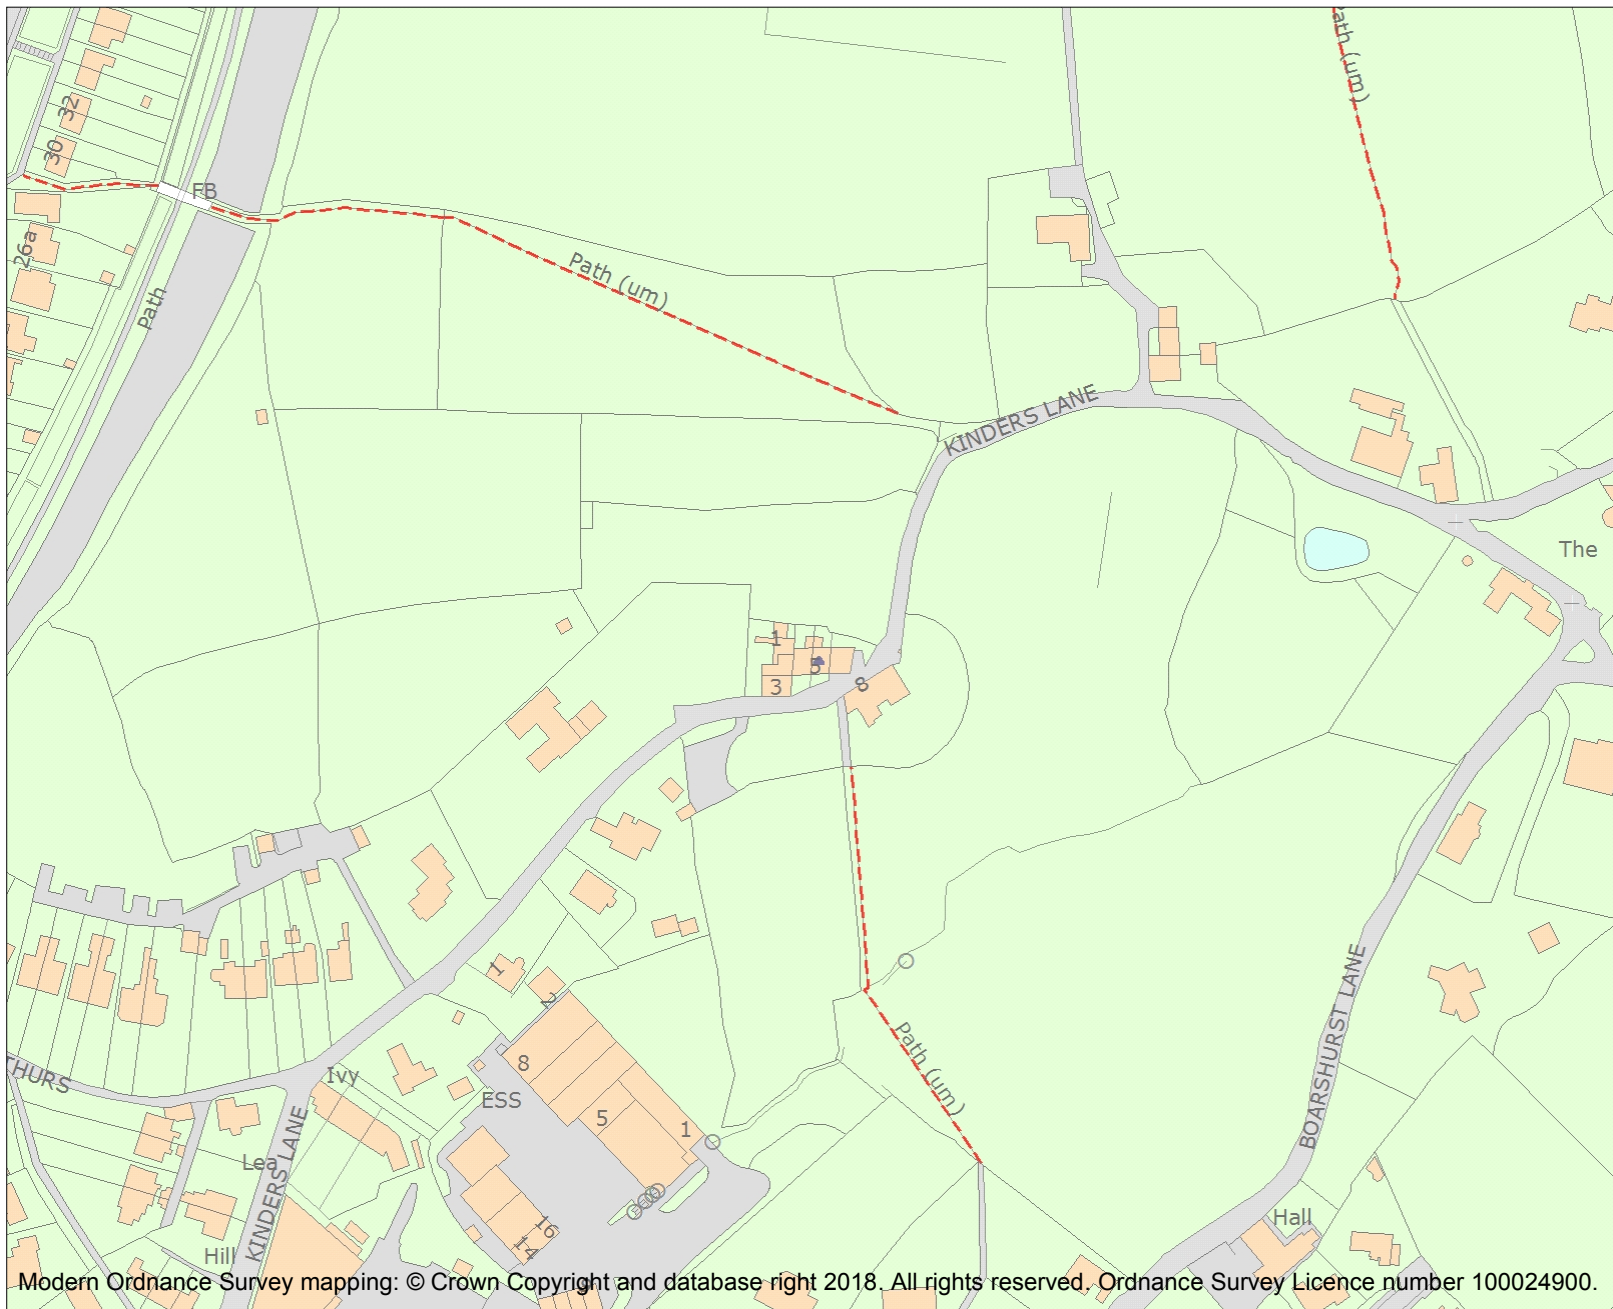 Path (um)
32
30
FB
26a
Path
Path (um)
KINDERS LANE
The
1
5
3
8
1
2
8
Path (um)
BOARSHURST LANE
THURS
Ivy
ESS
5
1
Lea
KINDERS LANE
Hall
16
14
Hill
Modern Ordnance Survey mapping: © Crown Copyright and database right 2018. All rights reserved. Ordnance Survey Licence number 100024900.